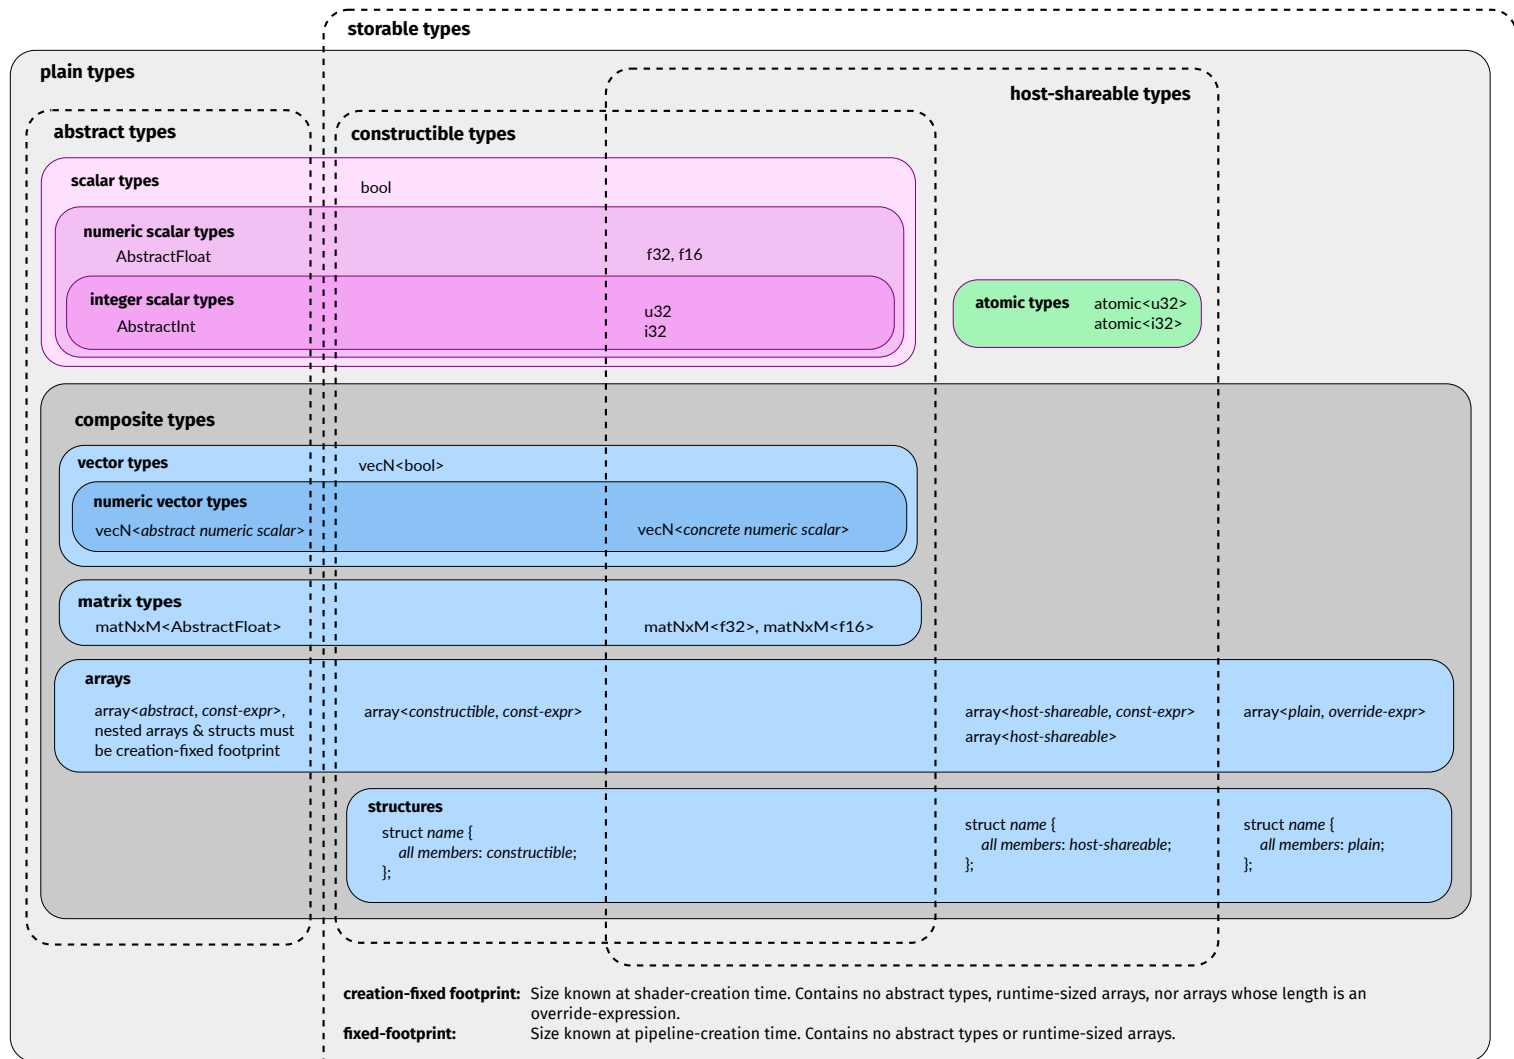 storable types
plain types
host-shareable types
abstract types
constructible types
scalar types
bool
numeric scalar types
AbstractFloat
f32, f16
integer scalar types
AbstractInt
u32
i32
atomic types
atomic<u32>
atomic<i32>
composite types
vector types
vecN<bool>
numeric vector types
vecN<abstract numeric scalar>
vecN<concrete numeric scalar>
matrix types
matNxM<AbstractFloat>
matNxM<f32>, matNxM<f16>
arrays
array<abstract, const-expr>,
nested arrays & structs must
be creation-fixed footprint
array<constructible, const-expr>
array<host-shareable, const-expr>
array<host-shareable>
array<plain, override-expr>
structures
struct name {
all members: constructible;
};
struct name {
all members: host-shareable;
};
struct name {
all members: plain;
};
creation-fixed footprint: Size known at shader-creation time. Contains no abstract types, runtime-sized arrays, nor arrays whose length is an
override-expression.
fixed-footprint: Size known at pipeline-creation time. Contains no abstract types or runtime-sized arrays.